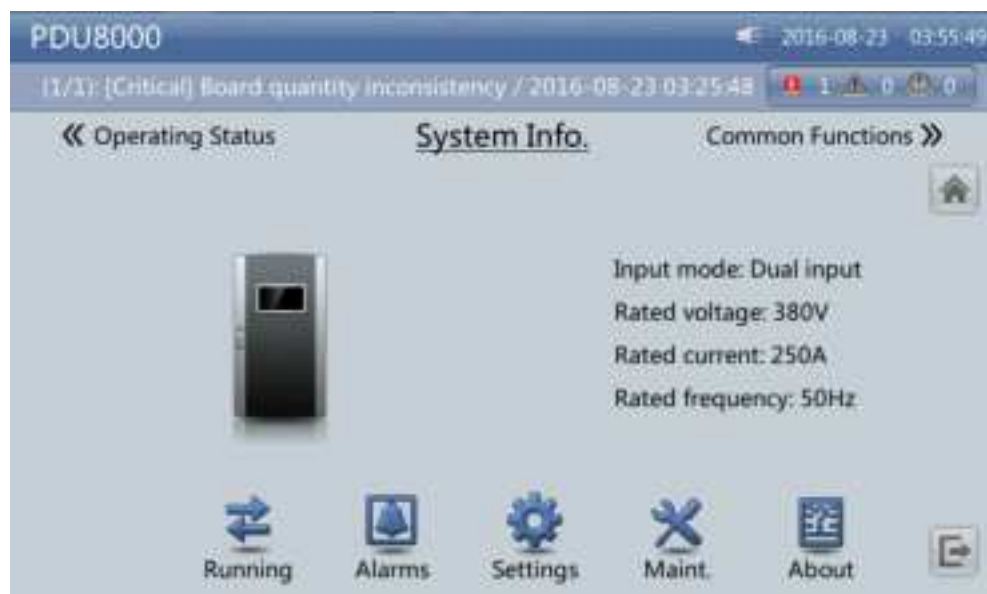 PDU8000
2016-08-23 03:55:49
(1/1): [Critical] Board quantity inconsistency / 2016-08-23 03:25:48 1 0 0
Operating Status
System Info.
Common Functions
Input mode: Dual input
Rated voltage: 380V
Rated current: 250A
Rated frequency: 50Hz
Running
Alarms
Settings
Maint.
About